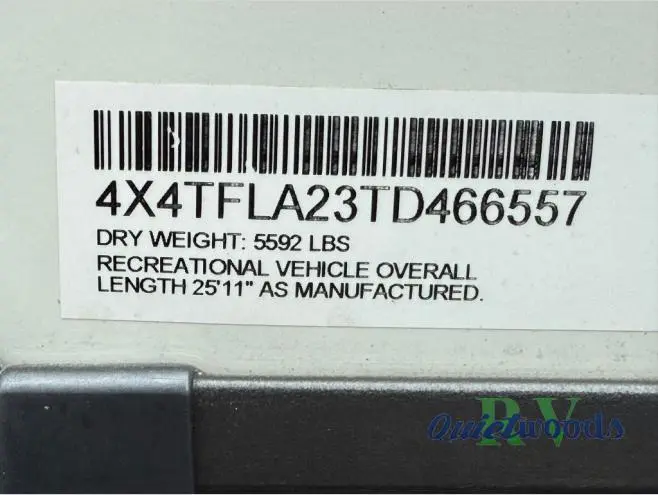 4X4TFLA23TD466557
DRY WEIGHT: 5592 LBS
RECREATIONAL VEHICLE OVERALL
LENGTH 25'11" AS MANUFACTURED.
RV
Quietwoods